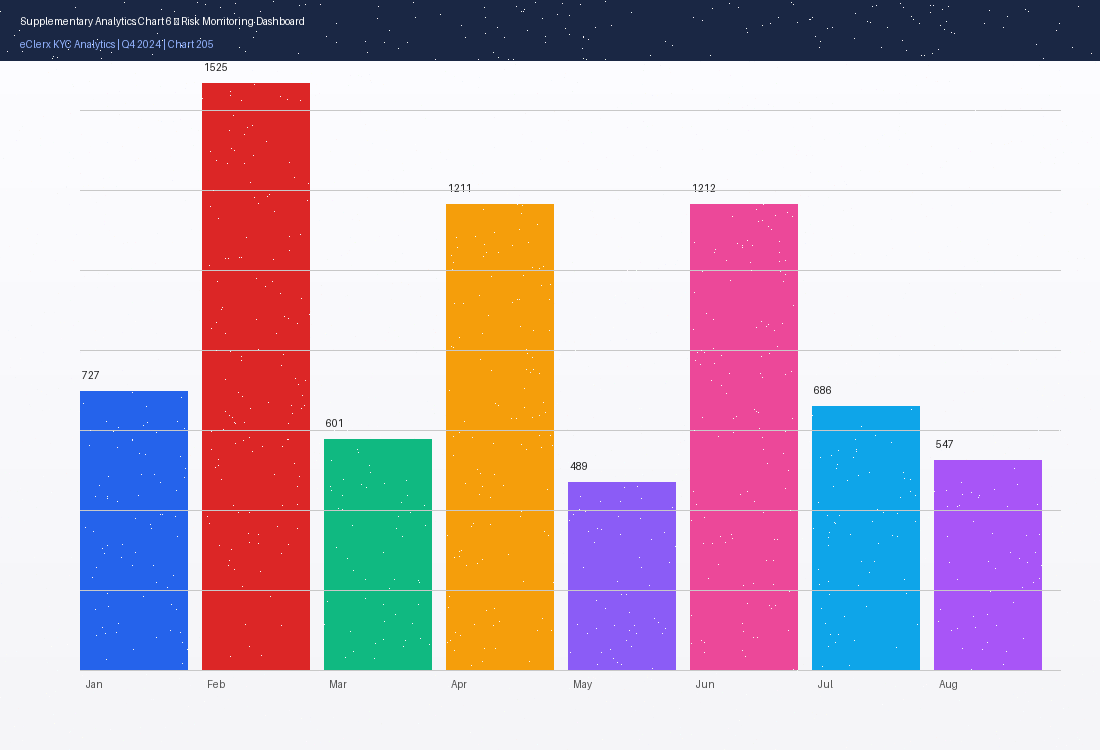 Supplementary Analytics Chart 6 Risk Monitoring Dashboard
eClerx KYC Analytics | Q4 2024 | Chart 205
1525
1211
1212
727
686
601
547
489
Jan Feb Mar Apr May Jun Jul Aug